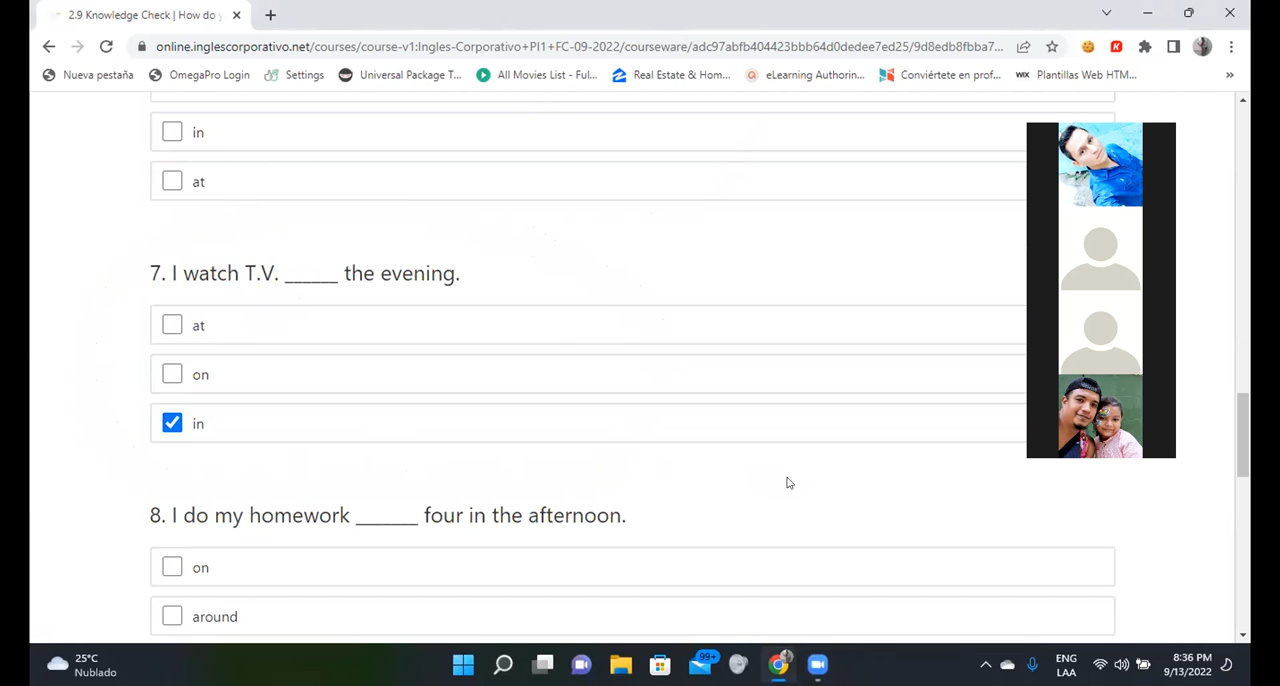 2.9 Knowledge Check | How do y
online.inglescorporativo.net/courses/course-v1:Ingles-Corporativo+PI1+FC-09-2022/courseware/adc97abfb404423bbb64d0dedee7ed25/9d8edb8fbba7...
Nueva pestaña OmegaPro Login Settings Universal Package T... All Movies List - Ful... Real Estate & Hom... eLearning Authorin... Conviértete en prof... WIX Plantillas Web HTM... »
in
at
7. I watch T.V. ______ the evening.
at
on
in
8. I do my homework ______ four in the afternoon.
on
around
25°C
Nublado
99+
ENG
LAA
8:36 PM
9/13/2022